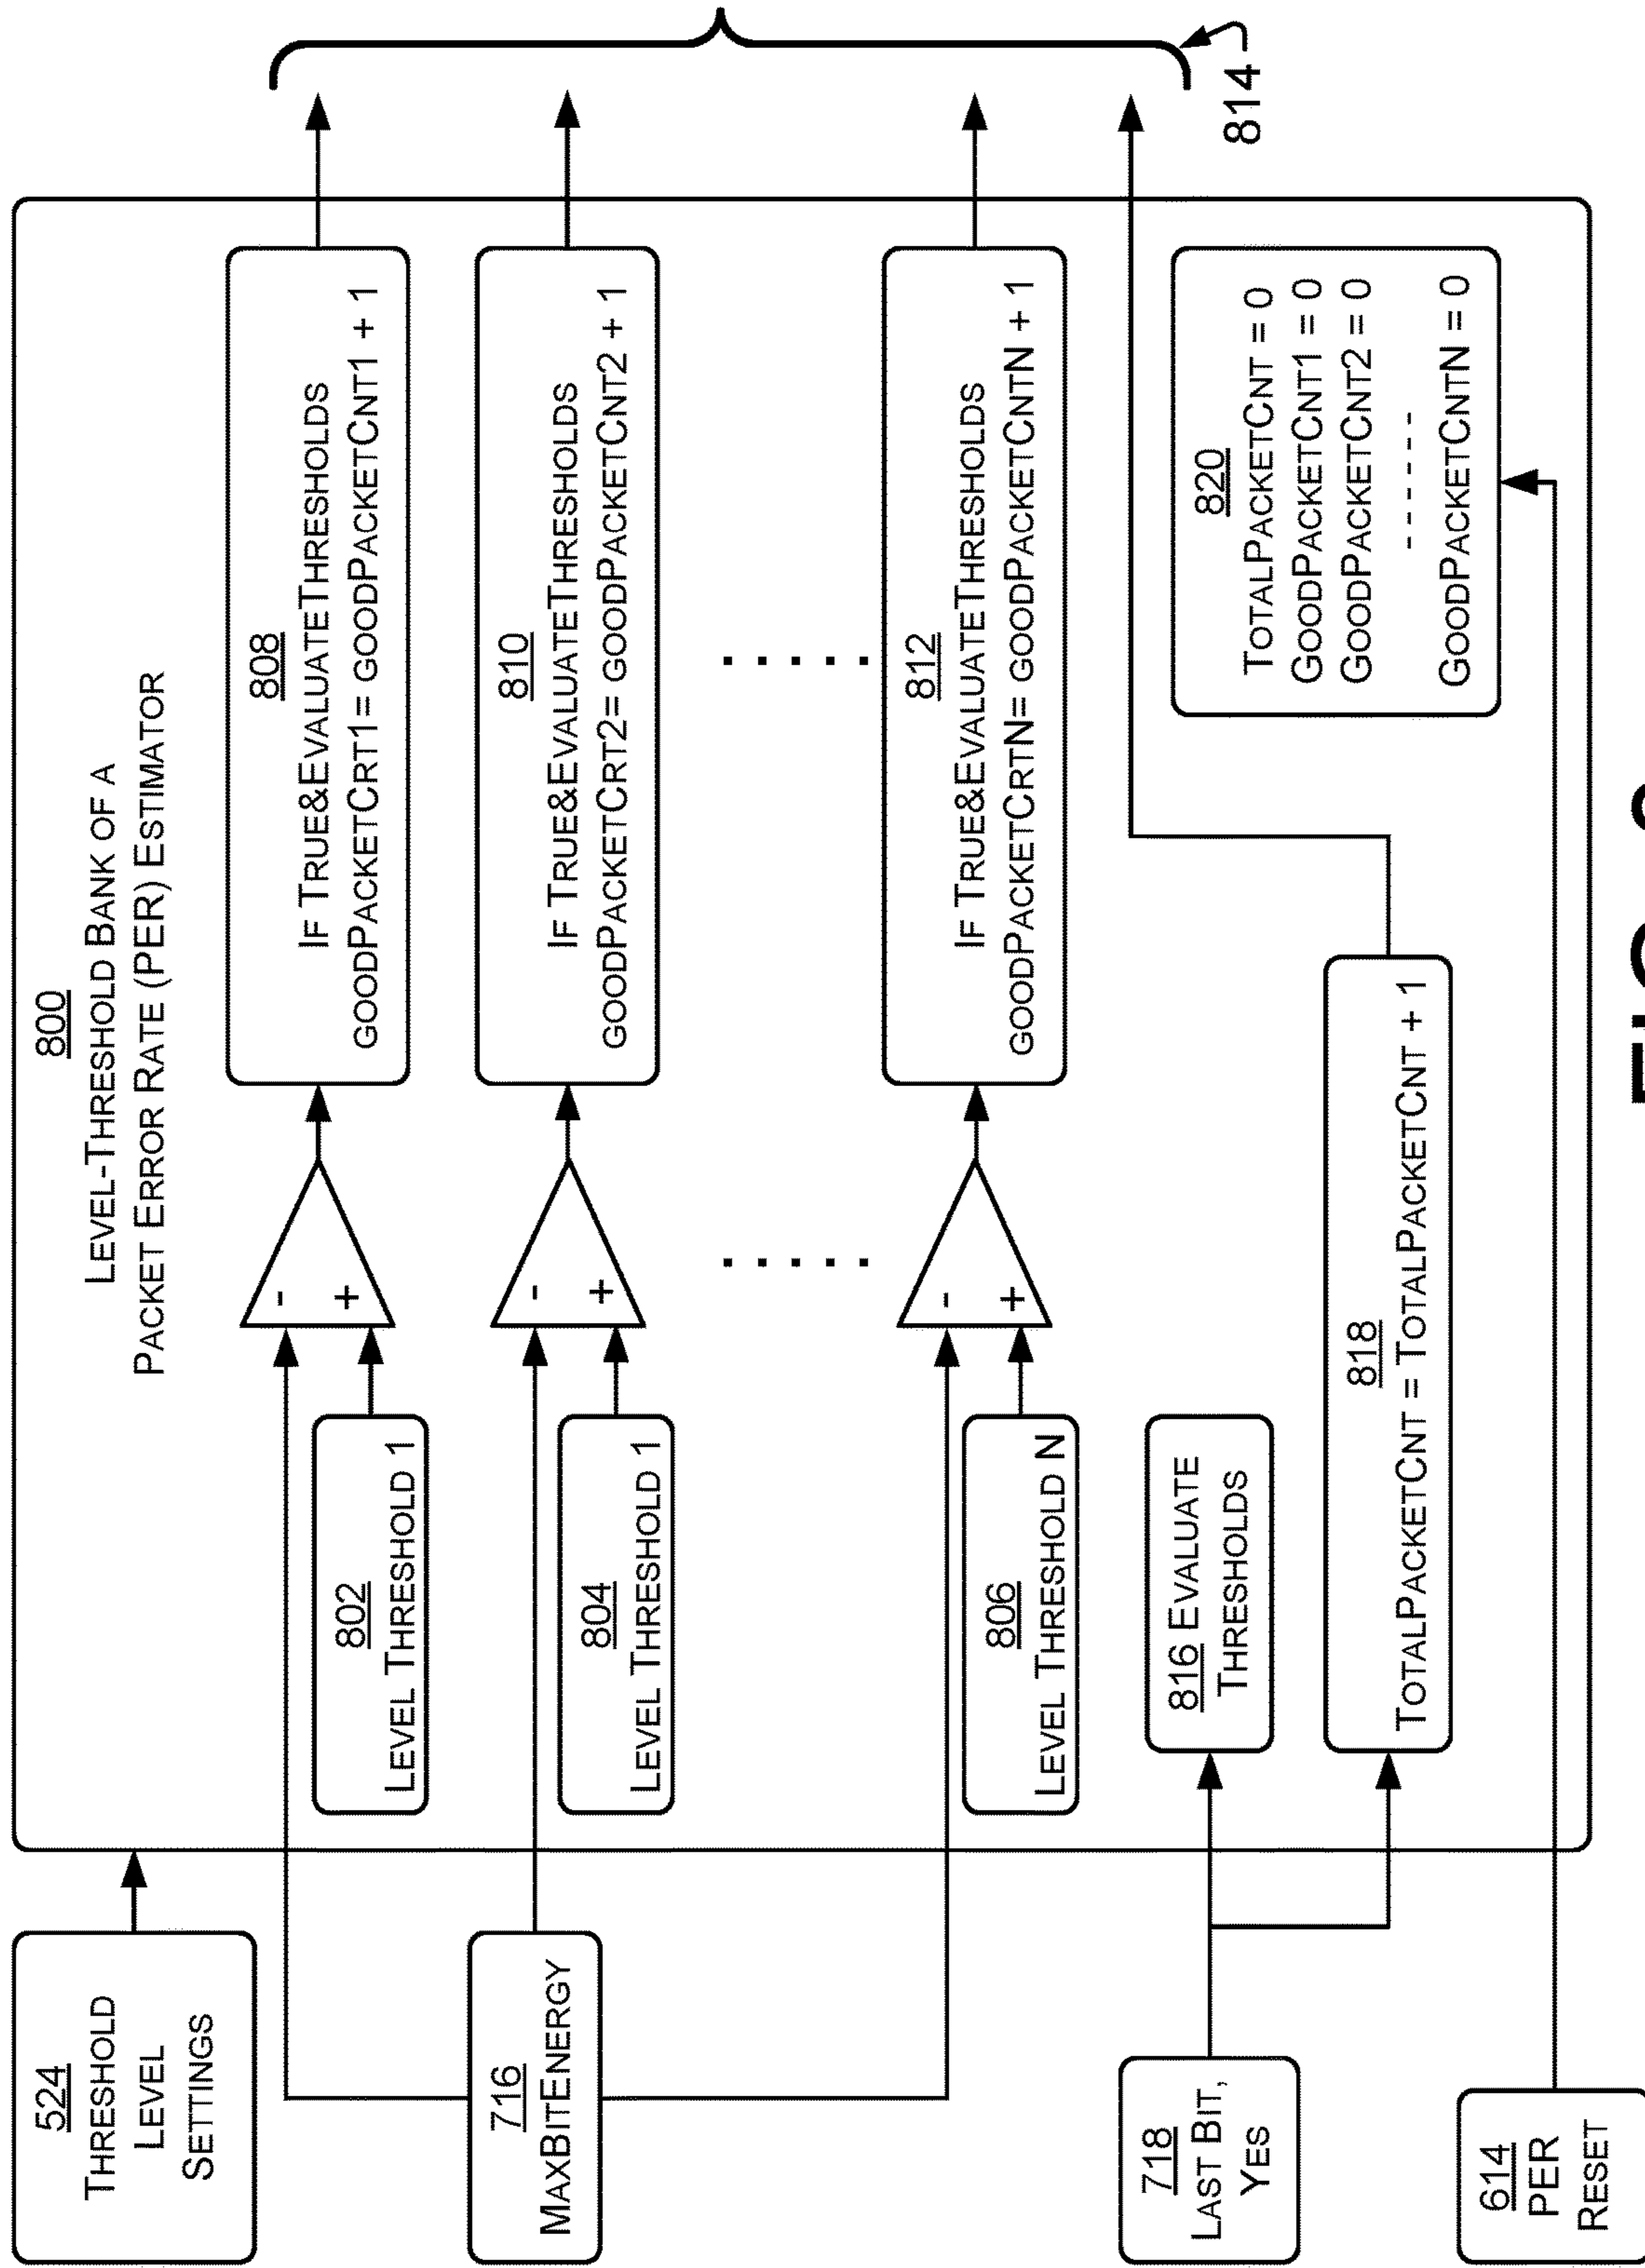 800
LEVEL-THRESHOLD BANK OF A
PACKET ERROR RATE (PER) ESTIMATOR
524
THRESHOLD
LEVEL
SETTINGS
716
MAXBITENERGY
718
LAST BIT,
YES
614
PER
RESET
802
LEVEL THRESHOLD 1
-
+
808
IF TRUE&EVALUATETHRESHOLDS
GOODPACKETCRT1= GOODPACKETCNT1 + 1
804
LEVEL THRESHOLD 1
-
+
810
IF TRUE&EVALUATETHRESHOLDS
GOODPACKETCRT2= GOODPACKETCNT2 + 1
806
LEVEL THRESHOLD N
-
+
812
IF TRUE&EVALUATETHRESHOLDS
GOODPACKETCRTN= GOODPACKETCNTN + 1
816 EVALUATE
THRESHOLDS
818
TOTALPACKETCNT = TOTALPACKETCNT + 1
820
TOTALPACKETCNT = 0
GOODPACKETCNT1 = 0
GOODPACKETCNT2 = 0
------
GOODPACKETCNTN = 0
814